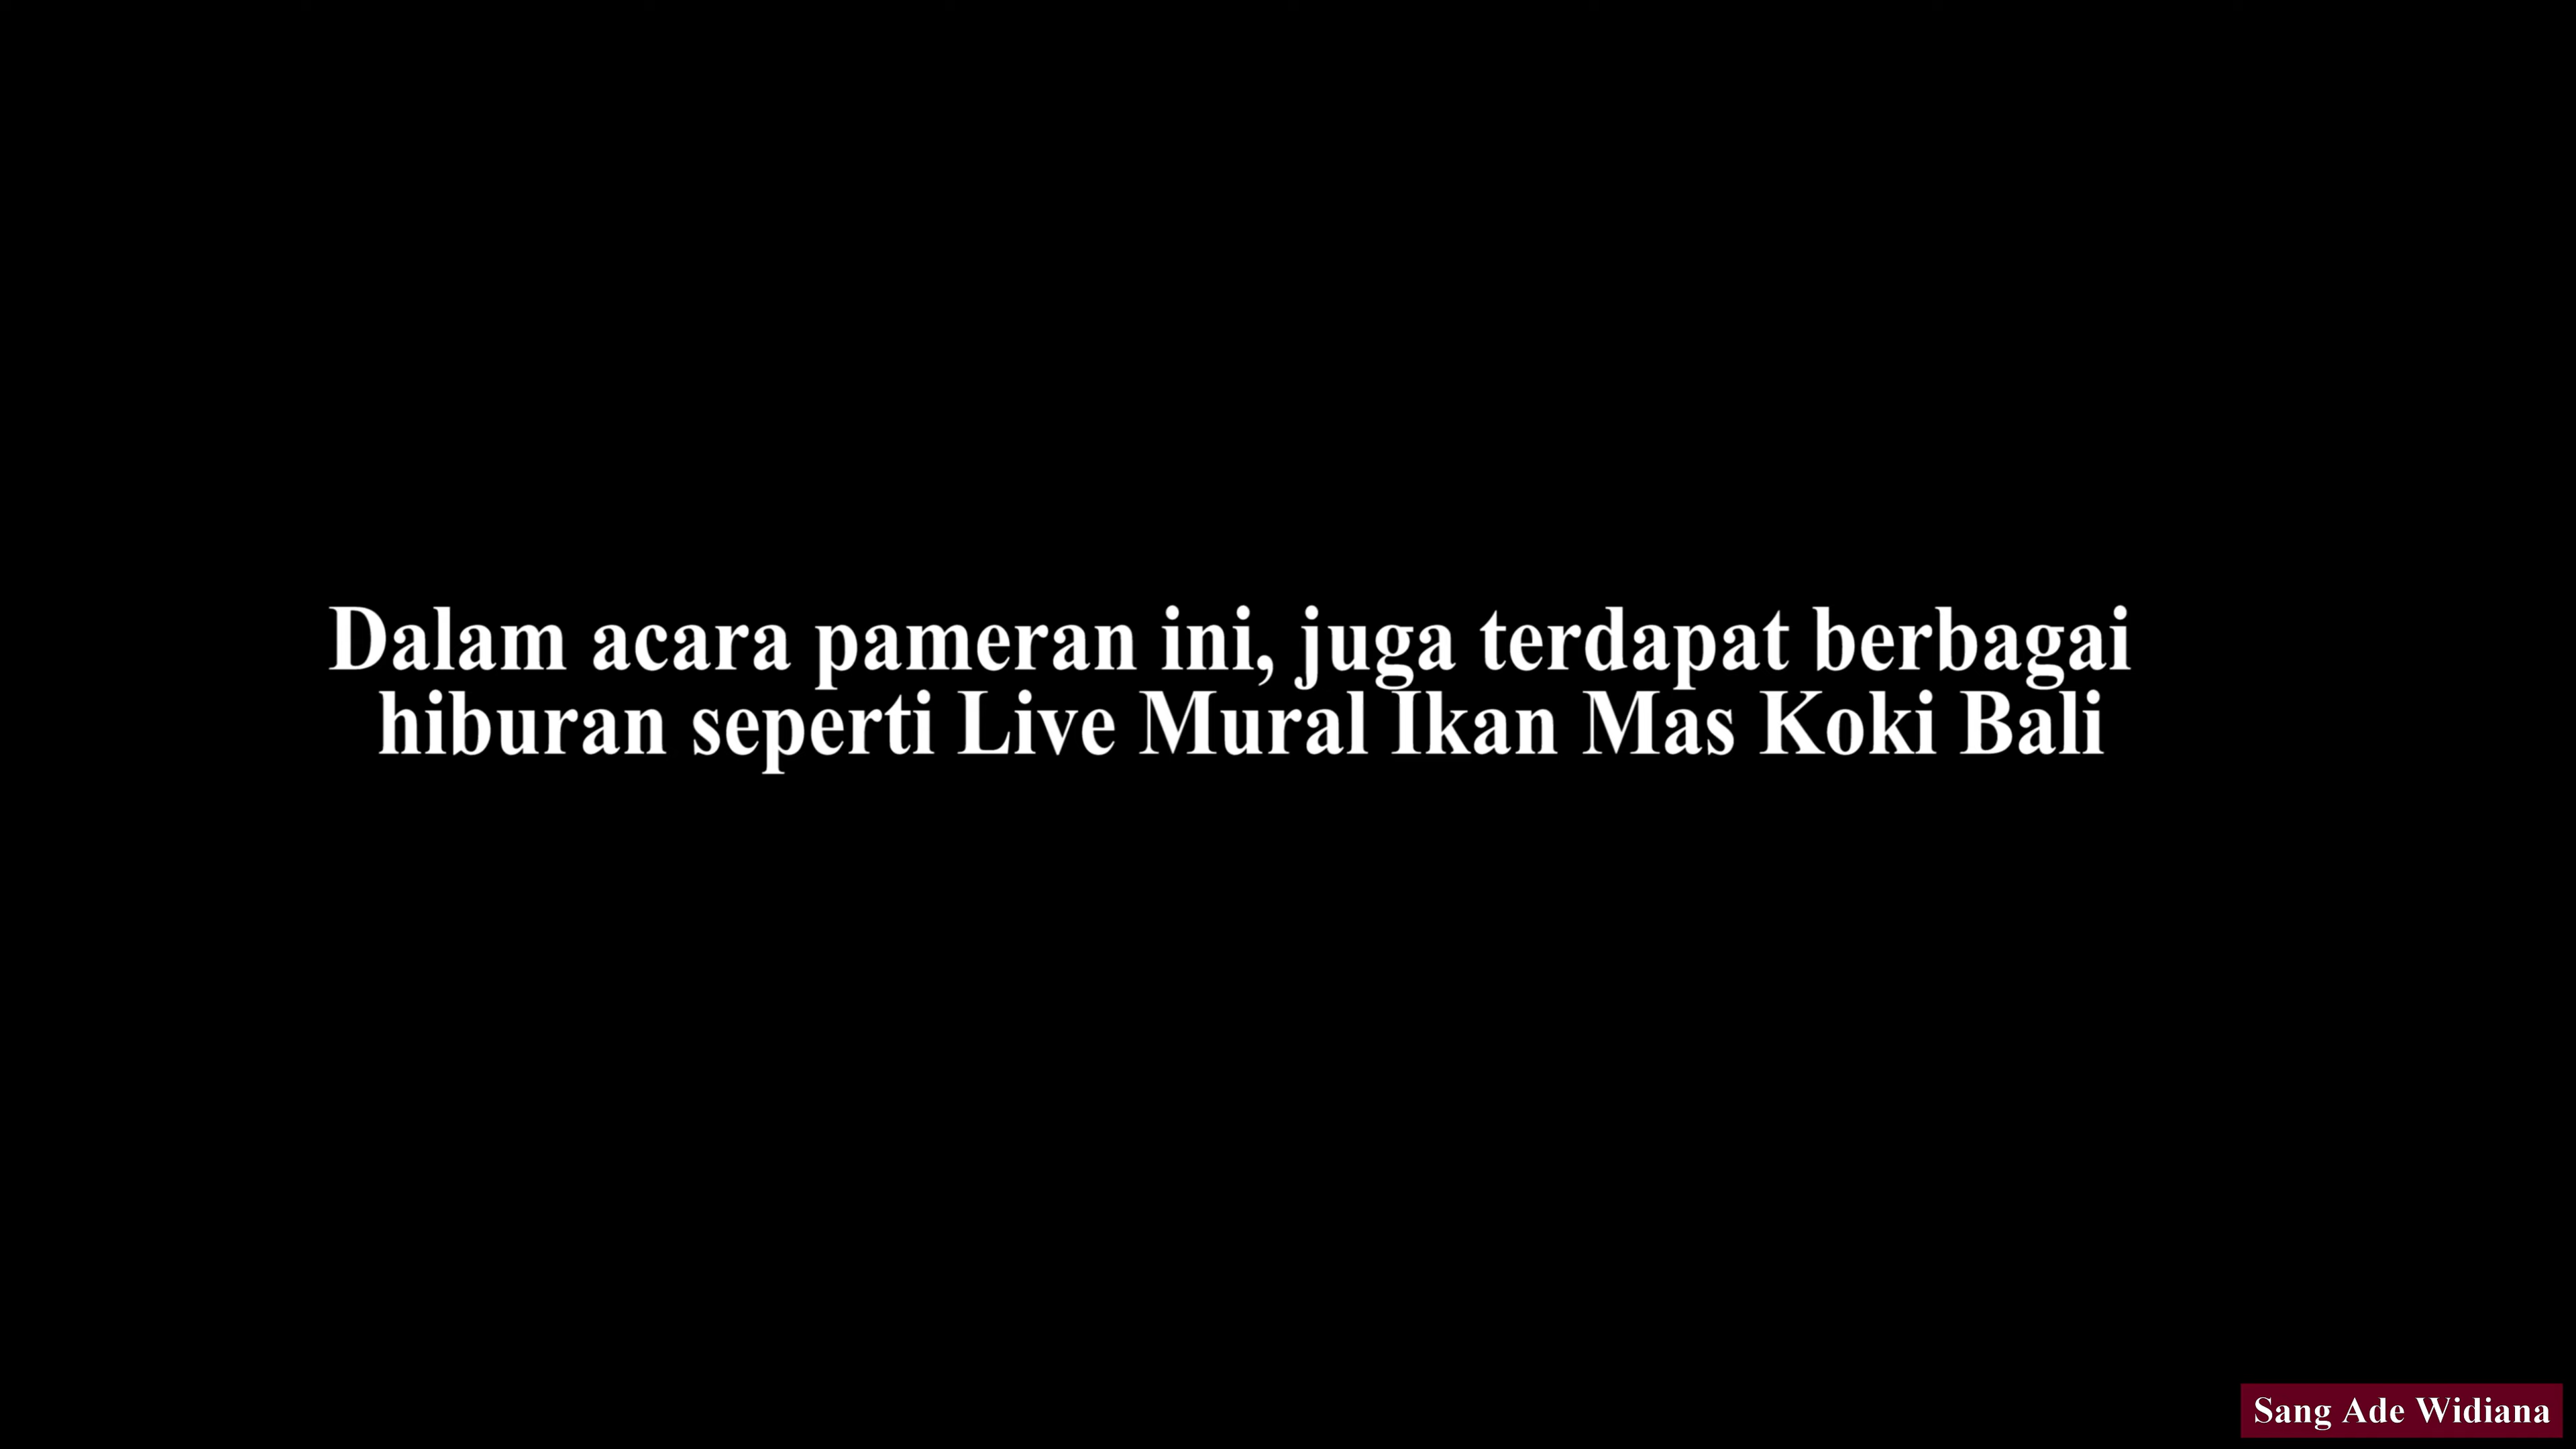 Dalam acara pameran ini, juga terdapat berbagai
hiburan seperti Live Mural Ikan Mas Koki Bali
Sang Ade Widiana